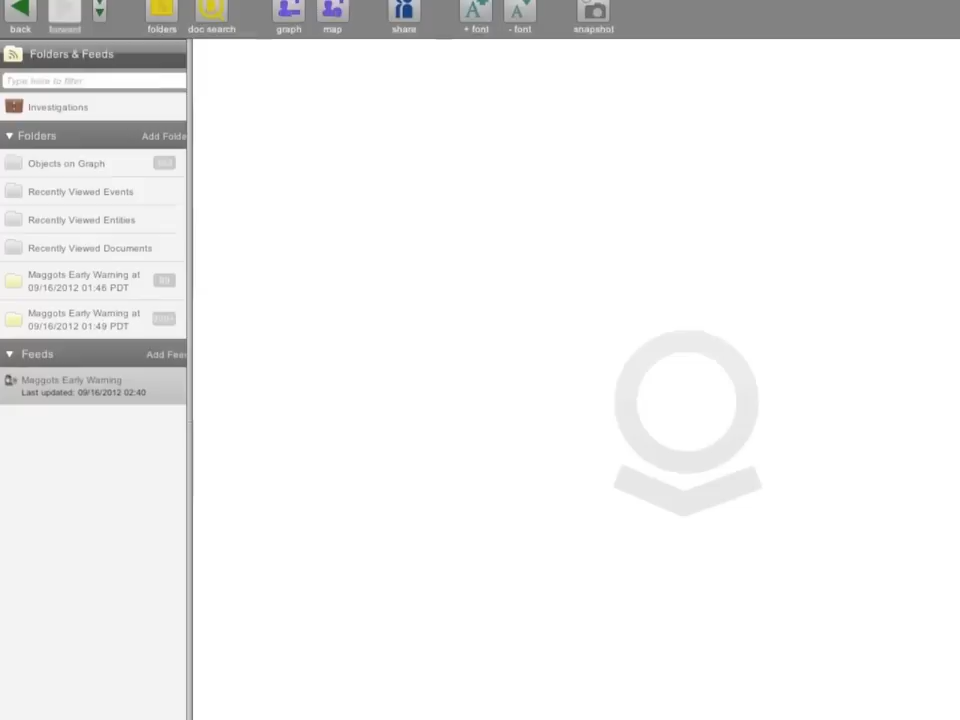 back forward folders doc search graph map share + font - font snapshot
Folders & Feeds
Type here to filter
Investigations
Folders Add Folde
Objects on Graph
Recently Viewed Events
Recently Viewed Entities
Recently Viewed Documents
Maggots Early Warning at
09/16/2012 01:46 PDT
Maggots Early Warning at
09/16/2012 01:49 PDT
Feeds Add Fee
Maggots Early Warning
Last updated: 09/16/2012 02:40